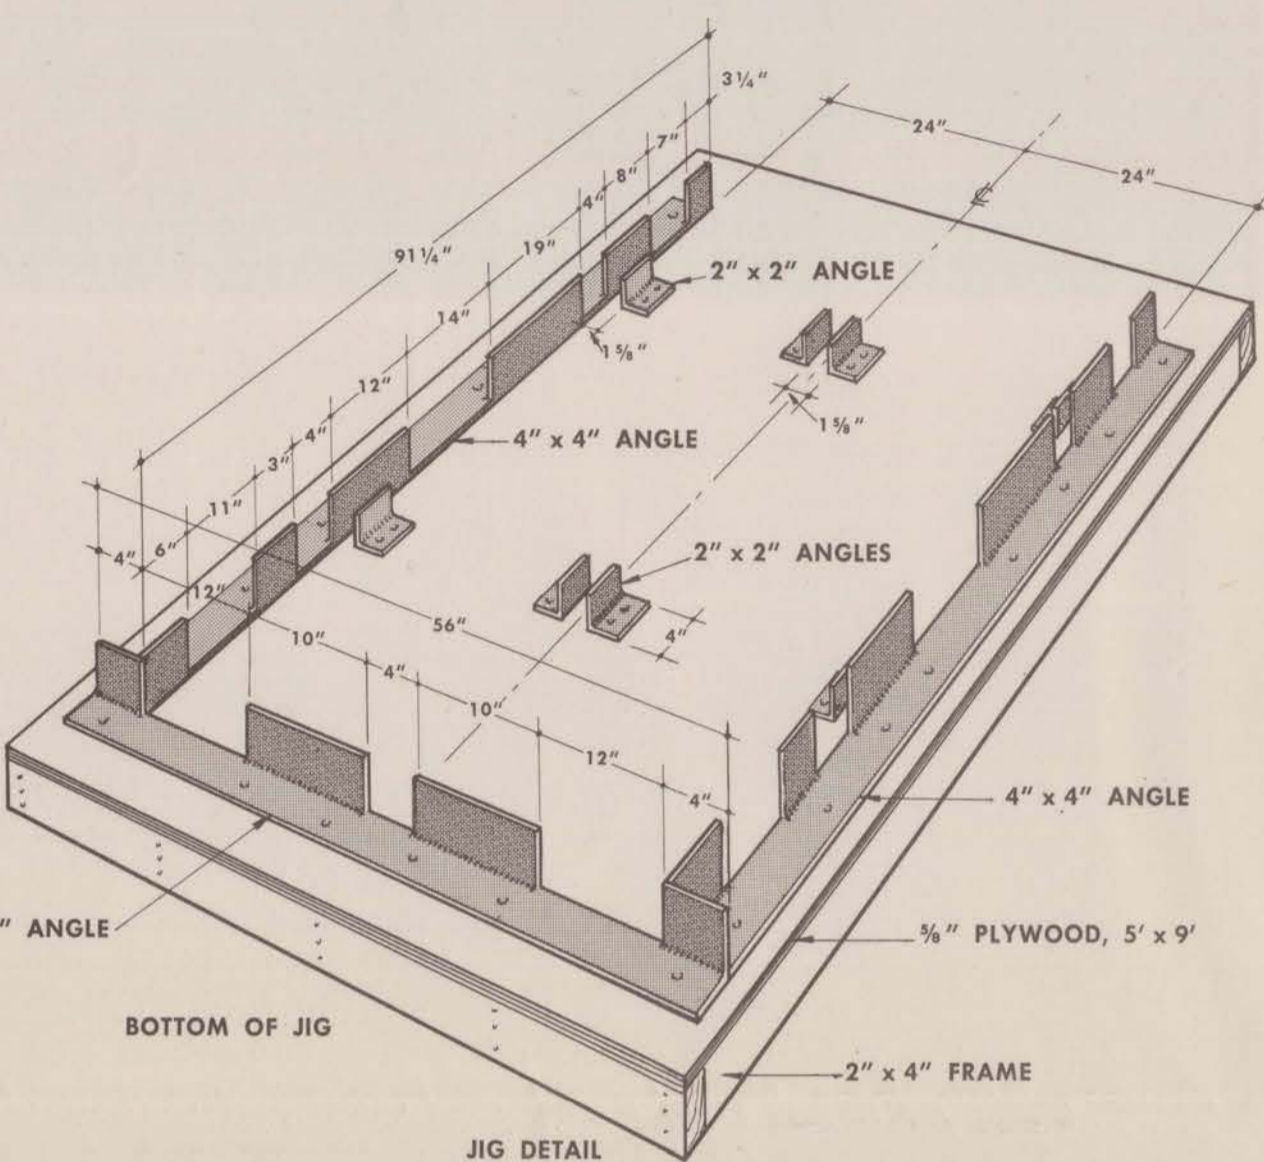 3 1/4"
24"
24"
7"
8"
4"
19"
14"
12"
4"
3"
11"
6"
4"
91 1/4"
℄
2" x 2" ANGLE
1 5/8"
1 5/8"
4" x 4" ANGLE
2" x 2" ANGLES
4"
12"
10"
4"
10"
12"
4"
56"
4" x 4" ANGLE
" ANGLE
5/8" PLYWOOD, 5' x 9'
BOTTOM OF JIG
2" x 4" FRAME
JIG DETAIL